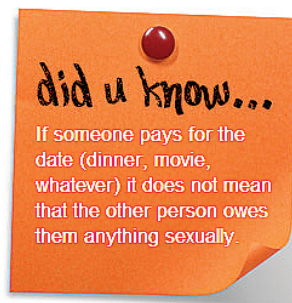 did u know...
If someone pays for the
date (dinner, movie,
whatever) it does not mean
that the other person owes
them anything sexually.